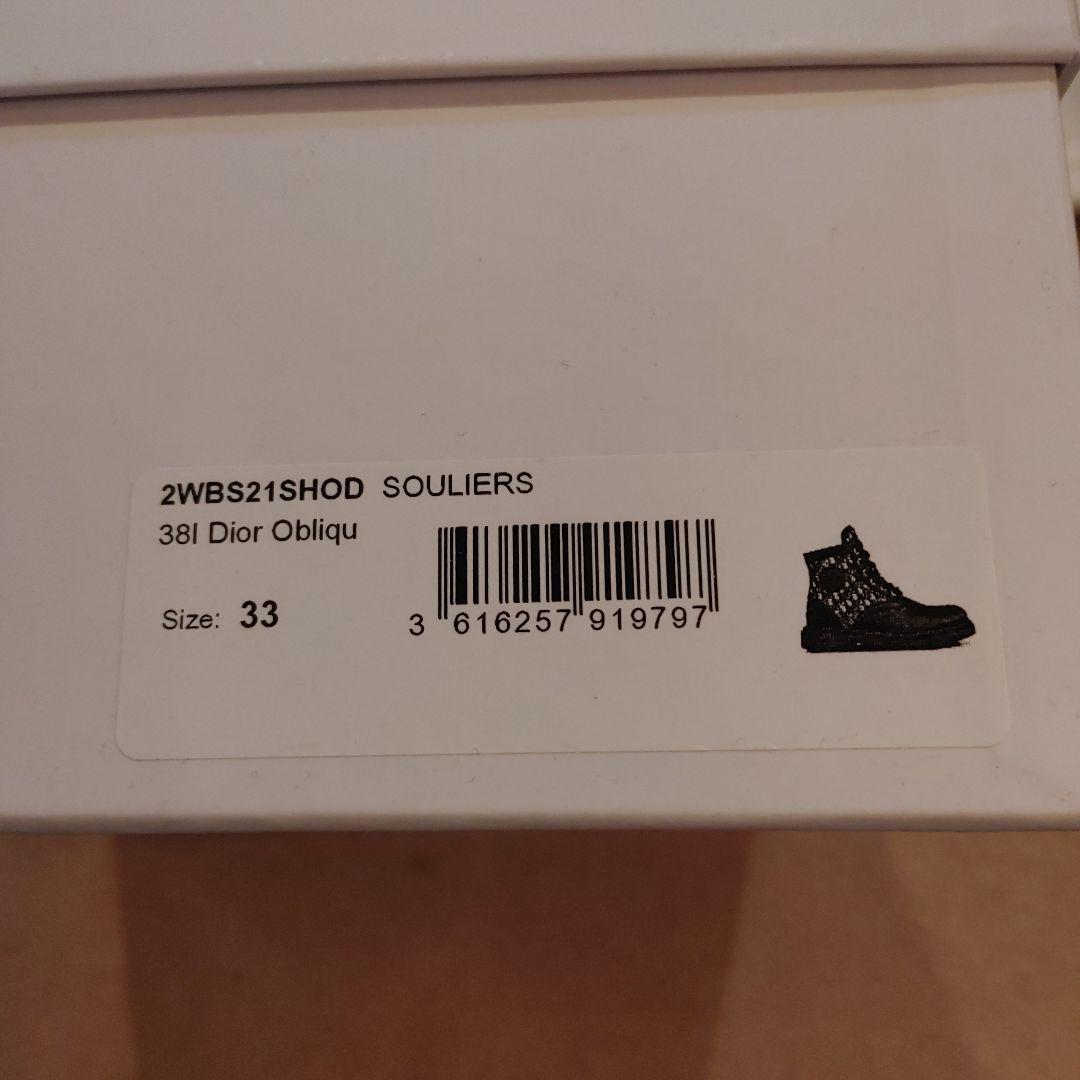 2WBS21SHOD SOULIERS
38I Dior Obliqu
Size: 33
3 616257 919797